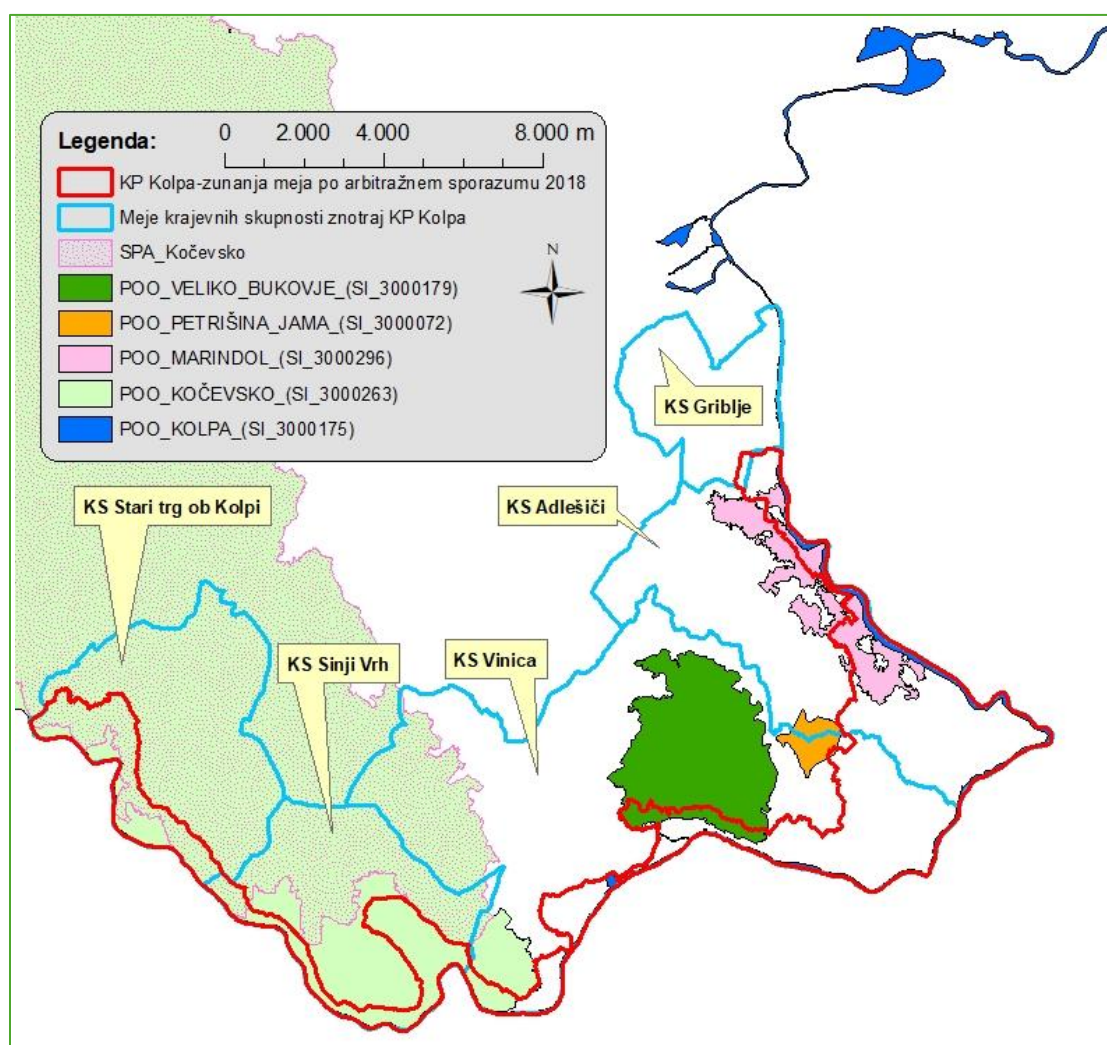 Legenda:
0 2.000 4.000 8.000 m
KP Kolpa-zunanja meja po arbitražnem sporazumu 2018
Meje krajevnih skupnosti znotraj KP Kolpa
SPA_Kočevsko
POO_VELIKO_BUKOVJE_(SI_3000179)
POO_PETRIŠINA_JAMA_(SI_3000072)
POO_MARINDOL_(SI_3000296)
POO_KOČEVSKO_(SI_3000263)
POO_KOLPA_(SI_3000175)
N
KS Griblje
KS Stari trg ob Kolpi
KS Adlešiči
KS Sinji Vrh
KS Vinica